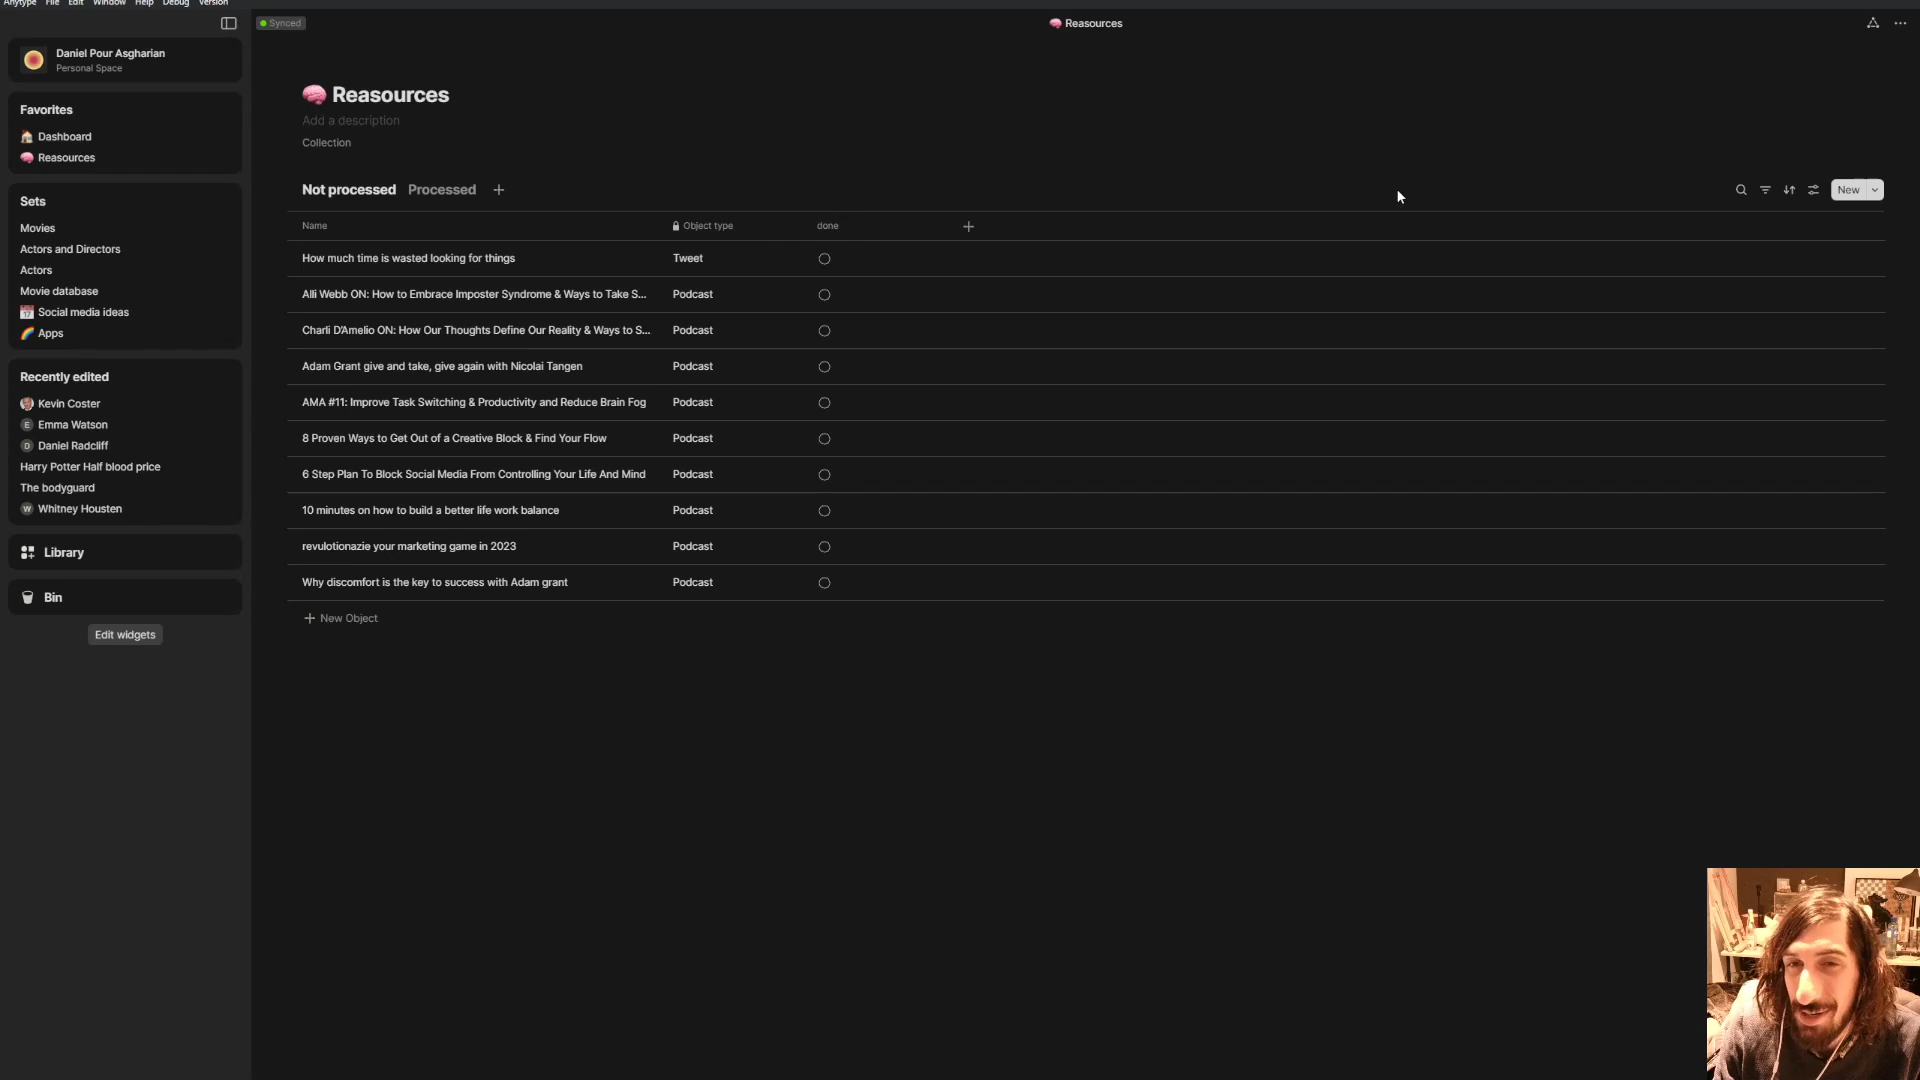 Anytype File Edit Window Help Debug Version
Synced
🧠 Reasources
Daniel Pour Asgharian
Personal Space
Favorites
Dashboard
Reasources
Sets
Movies
Actors and Directors
Actors
Movie database
Social media ideas
Apps
Recently edited
Kevin Coster
E Emma Watson
D Daniel Radcliff
Harry Potter Half blood price
The bodyguard
W Whitney Housten
Library
Bin
Edit widgets
Reasources
Add a description
Collection
Not processed Processed +
New
Name Object type done +
How much time is wasted looking for things Tweet
Alli Webb ON: How to Embrace Imposter Syndrome & Ways to Take S... Podcast
Charli D'Amelio ON: How Our Thoughts Define Our Reality & Ways to S... Podcast
Adam Grant give and take, give again with Nicolai Tangen Podcast
AMA #11: Improve Task Switching & Productivity and Reduce Brain Fog Podcast
8 Proven Ways to Get Out of a Creative Block & Find Your Flow Podcast
6 Step Plan To Block Social Media From Controlling Your Life And Mind Podcast
10 minutes on how to build a better life work balance Podcast
revulotionazie your marketing game in 2023 Podcast
Why discomfort is the key to success with Adam grant Podcast
+ New Object